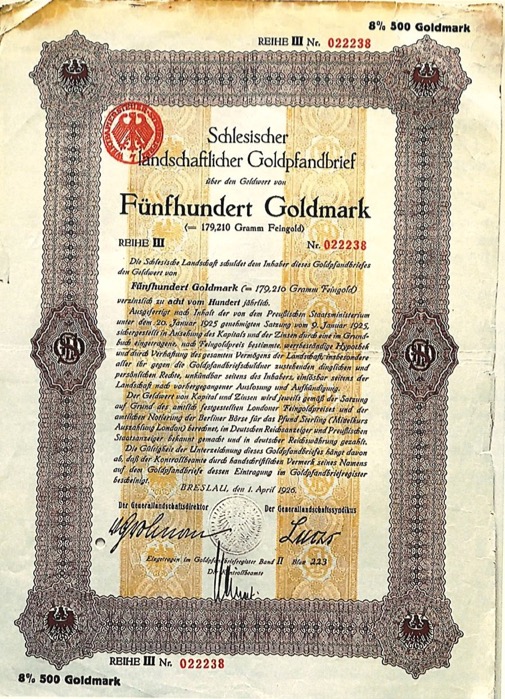 8% 500 Goldmark
REIHE III Nr. 022238
Schlesischer
landschaftlicher Goldpfandbrief
über den Geldwert von
Fünfhundert Goldmark
(= 179,210 Gramm Feingold)
REIHE III Nr. 022238
Die Schlesische Landschaft schuldet dem Inhaber dieses Goldpfandbriefes
den Geldwert von
Fünfhundert Goldmark (= 179,210 Gramm Feingold)
verzinslich zu acht vom Hundert jährlich.
Ausgefertigt nach Inhalt der von dem Preußischen Staatsministerium
unter dem 20. Januar 1925 genehmigten Satzung vom 9. Januar 1925,
sichergestellt in Ansehung des Kapitals und der Zinsen durch eine im Grund-
buch eingetragene, nach Feingoldpreis bestimmte, wertbeständige Hypothek
und durch Verhaftung des gesamten Vermögens der Landschaft, insbesondere
aller ihr gegen die Goldpfandbriefschuldner zustehenden dinglichen und
persönlichen Rechte, unkündbar seitens des Inhabers, einlösbar seitens der
Landschaft nach vorhergegangener Auslosung und Aufkündigung.
Der Geldwert von Kapital und Zinsen wird jeweils gemäß der Satzung
auf Grund des amtlich festgestellten Londoner Feingoldpreises und der
amtlichen Notierung der Berliner Börse für das Pfund Sterling (Mittelkurs
Auszahlung London) berechnet, im Deutschen Reichsanzeiger und Preußischen
Staatsanzeiger bekannt gemacht und in deutscher Reichswährung gezahlt.
Die Gültigkeit der Unterzeichnung dieses Goldpfandbriefes hängt davon
ab, daß der Kontrollbeamte durch handschriftlichen Vermerk seines Namens
auf dem Goldpfandbriefe dessen Eintragung im Goldpfandbriefregister
bescheinigt.
BRESLAU, den 1. April 1926.
Der Generallandschaftsdirektor Der Generallandschaftssyndikus
Eingetragen im Goldpfandbriefregister Band II Blatt 223
Der Kontrollbeamte
REIHE III Nr. 022238
8% 500 Goldmark